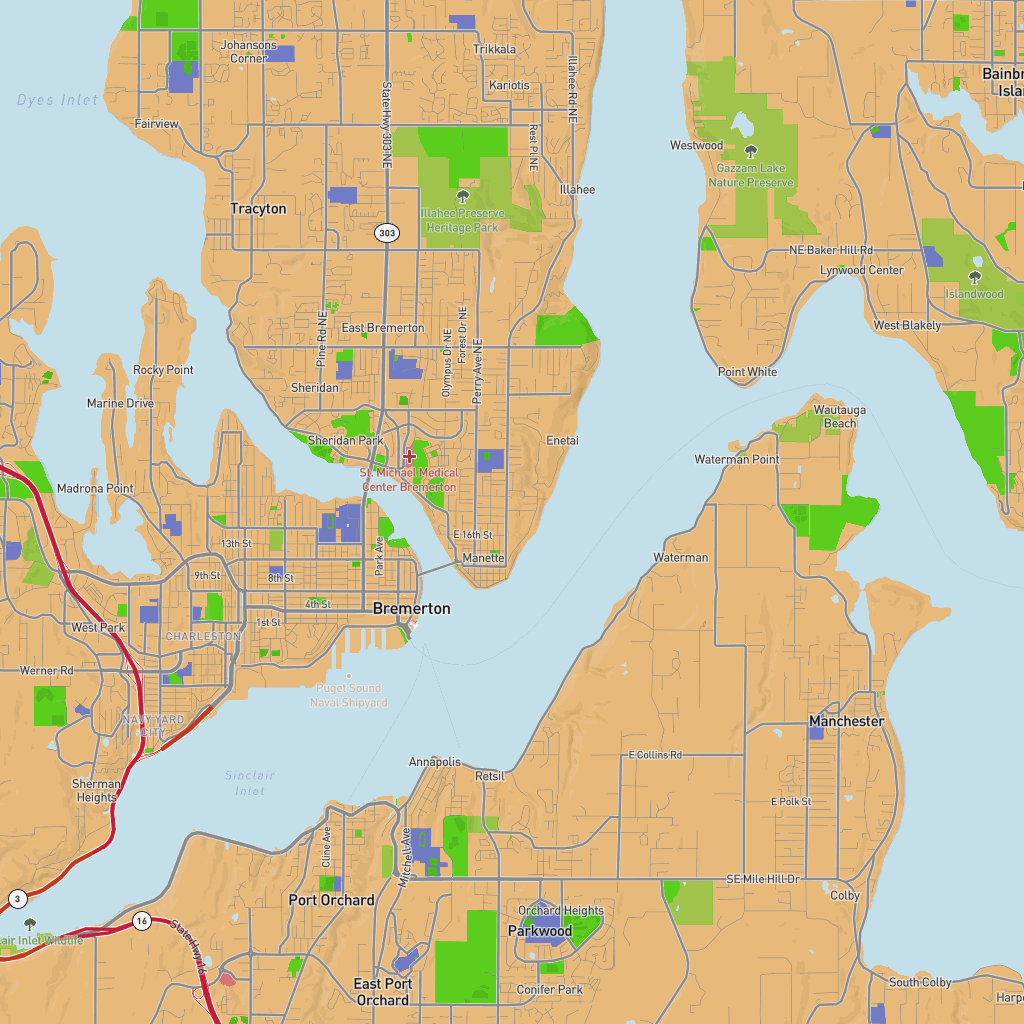 Johansons
Corner
Trikkala
Kariotis
Dyes Inlet
Fairview
State Hwy 303 NE
Illahee Rd NE
Rest Pl NE
Westwood
Gazzam Lake
Nature Preserve
Illahee
Tracyton
303
Illahee Preserve
Heritage Park
NE Baker Hill Rd
Lynwood Center
Islandwood
West Blakely
East Bremerton
Pine Rd NE
Olympus Dr NE
Forest Dr NE
Perry Ave NE
Rocky Point
Point White
Sheridan
Marine Drive
Wautauga
Beach
Sheridan Park
Enetai
Waterman Point
St. Michael Medical
Center Bremerton
Madrona Point
13th St
Park Ave
E 16th St
Manette
Waterman
9th St
8th St
4th St
Bremerton
1st St
West Park
CHARLESTON
Werner Rd
Puget Sound
Naval Shipyard
NAVY YARD
CITY
Manchester
E Collins Rd
Annapolis
Retsil
Sinclair
Inlet
Sherman
Heights
E Polk St
Cline Ave
Mitchell Ave
SE Mile Hill Dr
Colby
3
Port Orchard
Orchard Heights
Parkwood
16
State Hwy 16
lair Inlet Wildlife
East Port
Orchard
Conifer Park
South Colby
Harpe
Bainbr
Islan